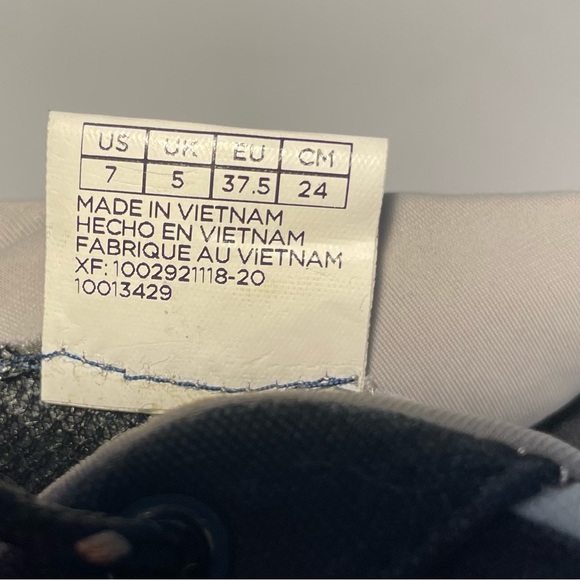 US UK EU CM
7 5 37.5 24
MADE IN VIETNAM
HECHO EN VIETNAM
FABRIQUE AU VIETNAM
XF: 1002921118-20
10013429